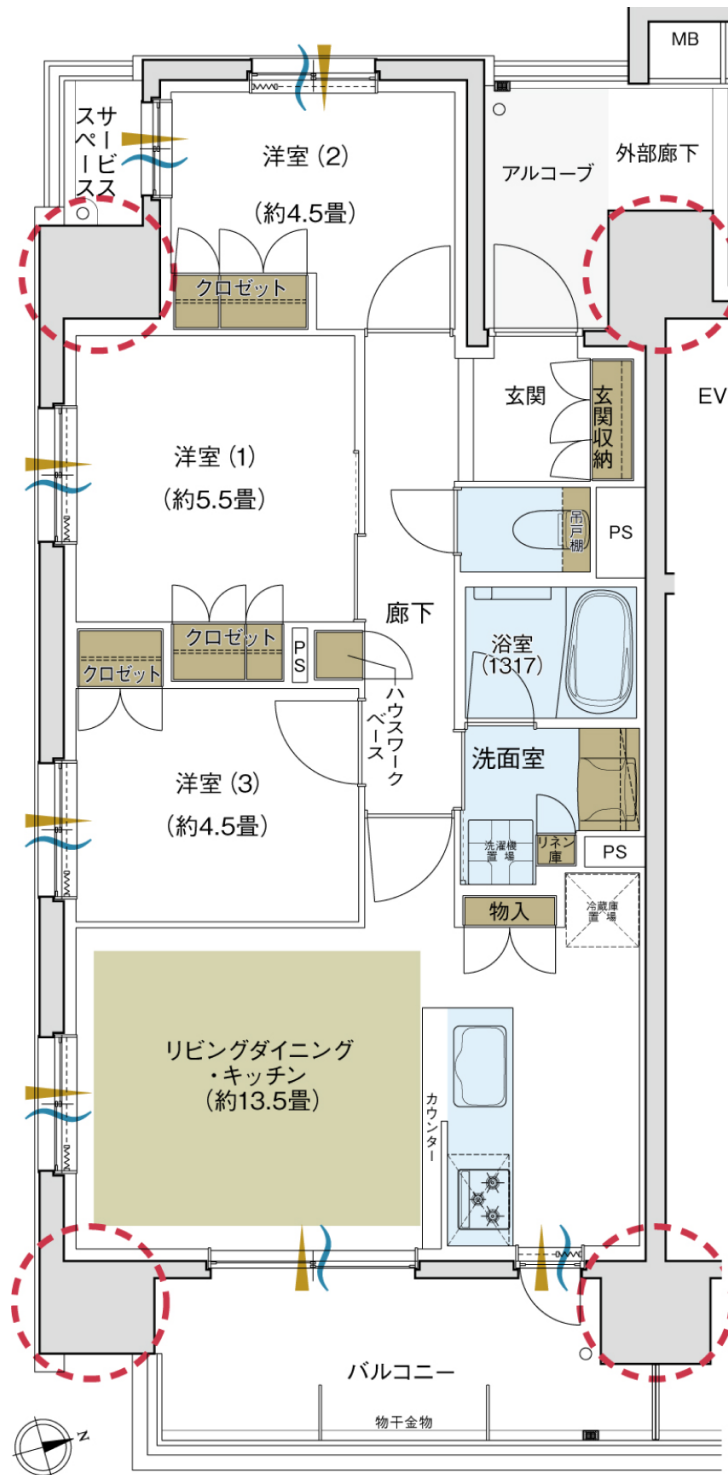 MB
サービス
スペース
洋室（2）
（約4.5畳）
アルコーブ
外部廊下
クロゼット
玄関
玄関収納
EV
洋室（1）
（約5.5畳）
吊戸棚
PS
廊下
クロゼット
PS
クロゼット
浴室
（1317）
ハウスワーク
ベース
洋室（3）
（約4.5畳）
洗面室
洗濯機
置場
リネン
庫
PS
物入
冷蔵庫
置場
リビングダイニング
・キッチン
（約13.5畳）
カウンター
バルコニー
物干金物
N